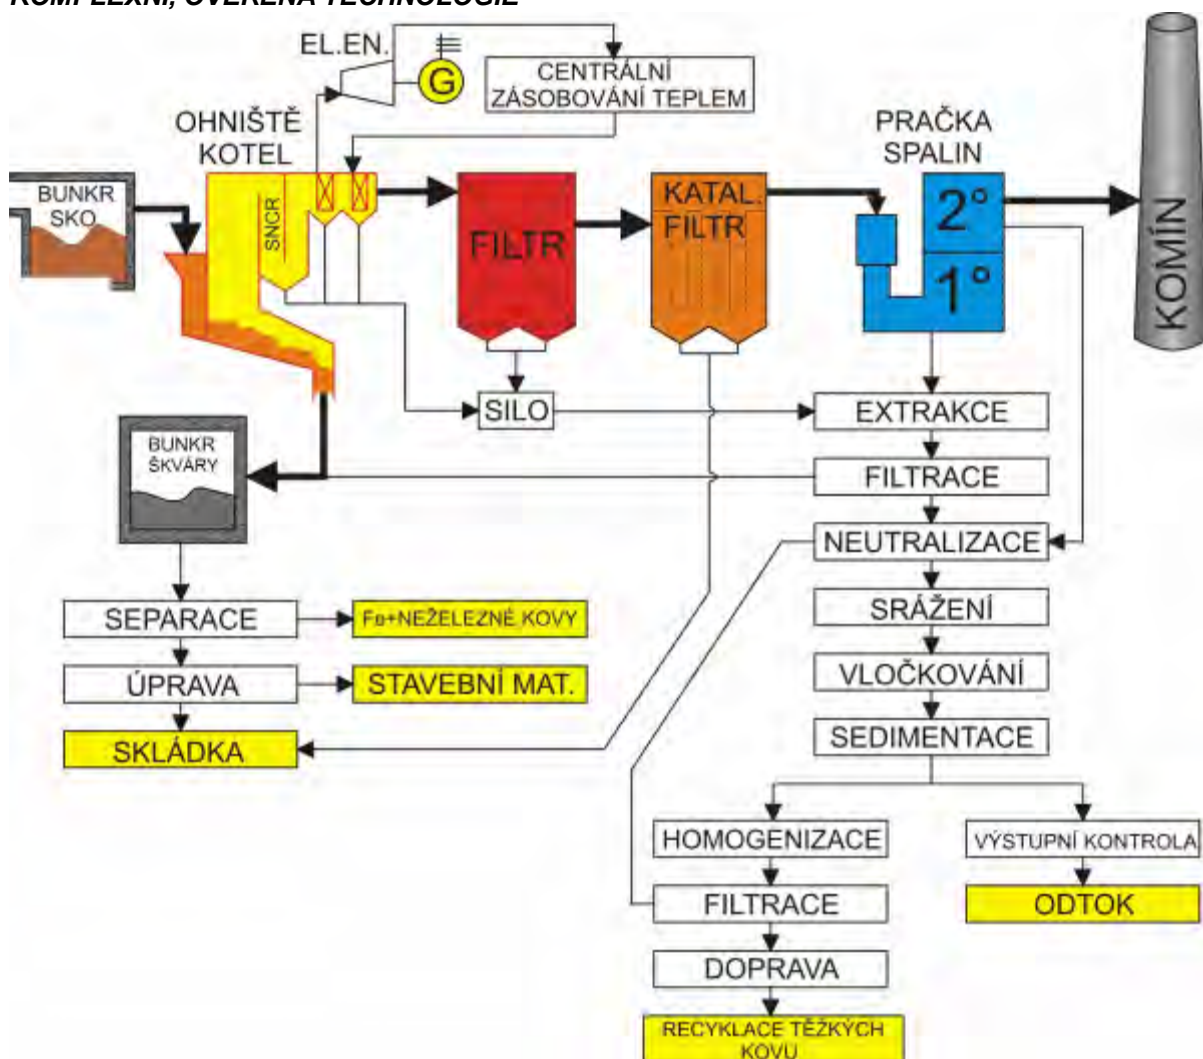 KOMPLEXNÍ, OVĚŘENÁ TECHNOLOGIE
EL.EN.
G
CENTRÁLNÍ
ZÁSOBOVÁNÍ TEPLEM
OHNIŠTĚ
KOTEL
PRAČKA
SPALIN
BUNKR
SKO
SNCR
FILTR
KATAL.
FILTR
2°
1°
KOMÍN
SILO
EXTRAKCE
BUNKR
ŠKVÁRY
FILTRACE
NEUTRALIZACE
SEPARACE
Fe+NEŽELEZNÉ KOVY
SRÁŽENÍ
ÚPRAVA
STAVEBNÍ MAT.
VLOČKOVÁNÍ
SKLÁDKA
SEDIMENTACE
HOMOGENIZACE
VÝSTUPNÍ KONTROLA
FILTRACE
ODTOK
DOPRAVA
RECYKLACE TĚŽKÝCH
KOVŮ